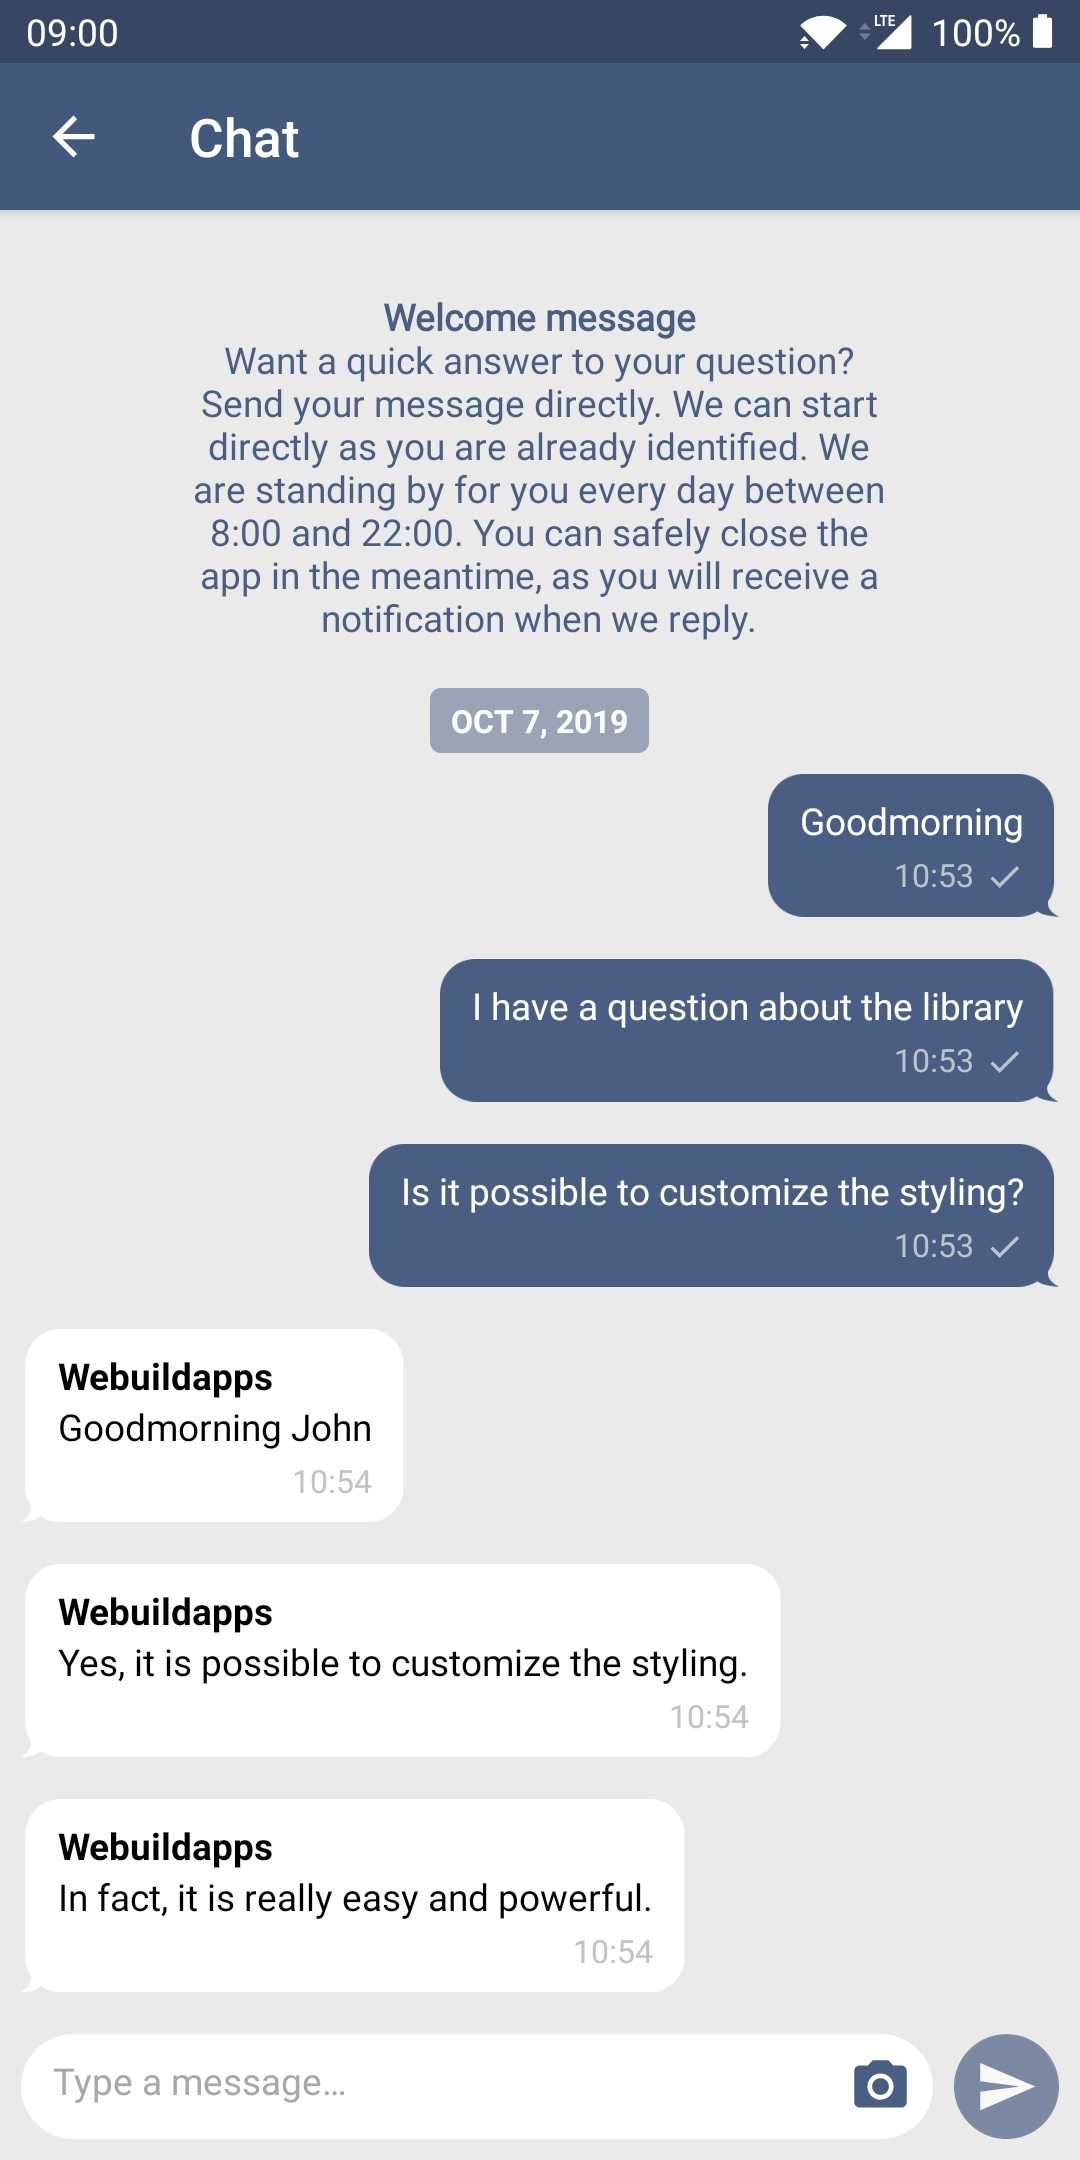 09:00
LTE
100%
Chat
Welcome message
Want a quick answer to your question?
Send your message directly. We can start
directly as you are already identified. We
are standing by for you every day between
8:00 and 22:00. You can safely close the
app in the meantime, as you will receive a
notification when we reply.
OCT 7, 2019
Goodmorning
10:53
I have a question about the library
10:53
Is it possible to customize the styling?
10:53
Webuildapps
Goodmorning John
10:54
Webuildapps
Yes, it is possible to customize the styling.
10:54
Webuildapps
In fact, it is really easy and powerful.
10:54
Type a message...